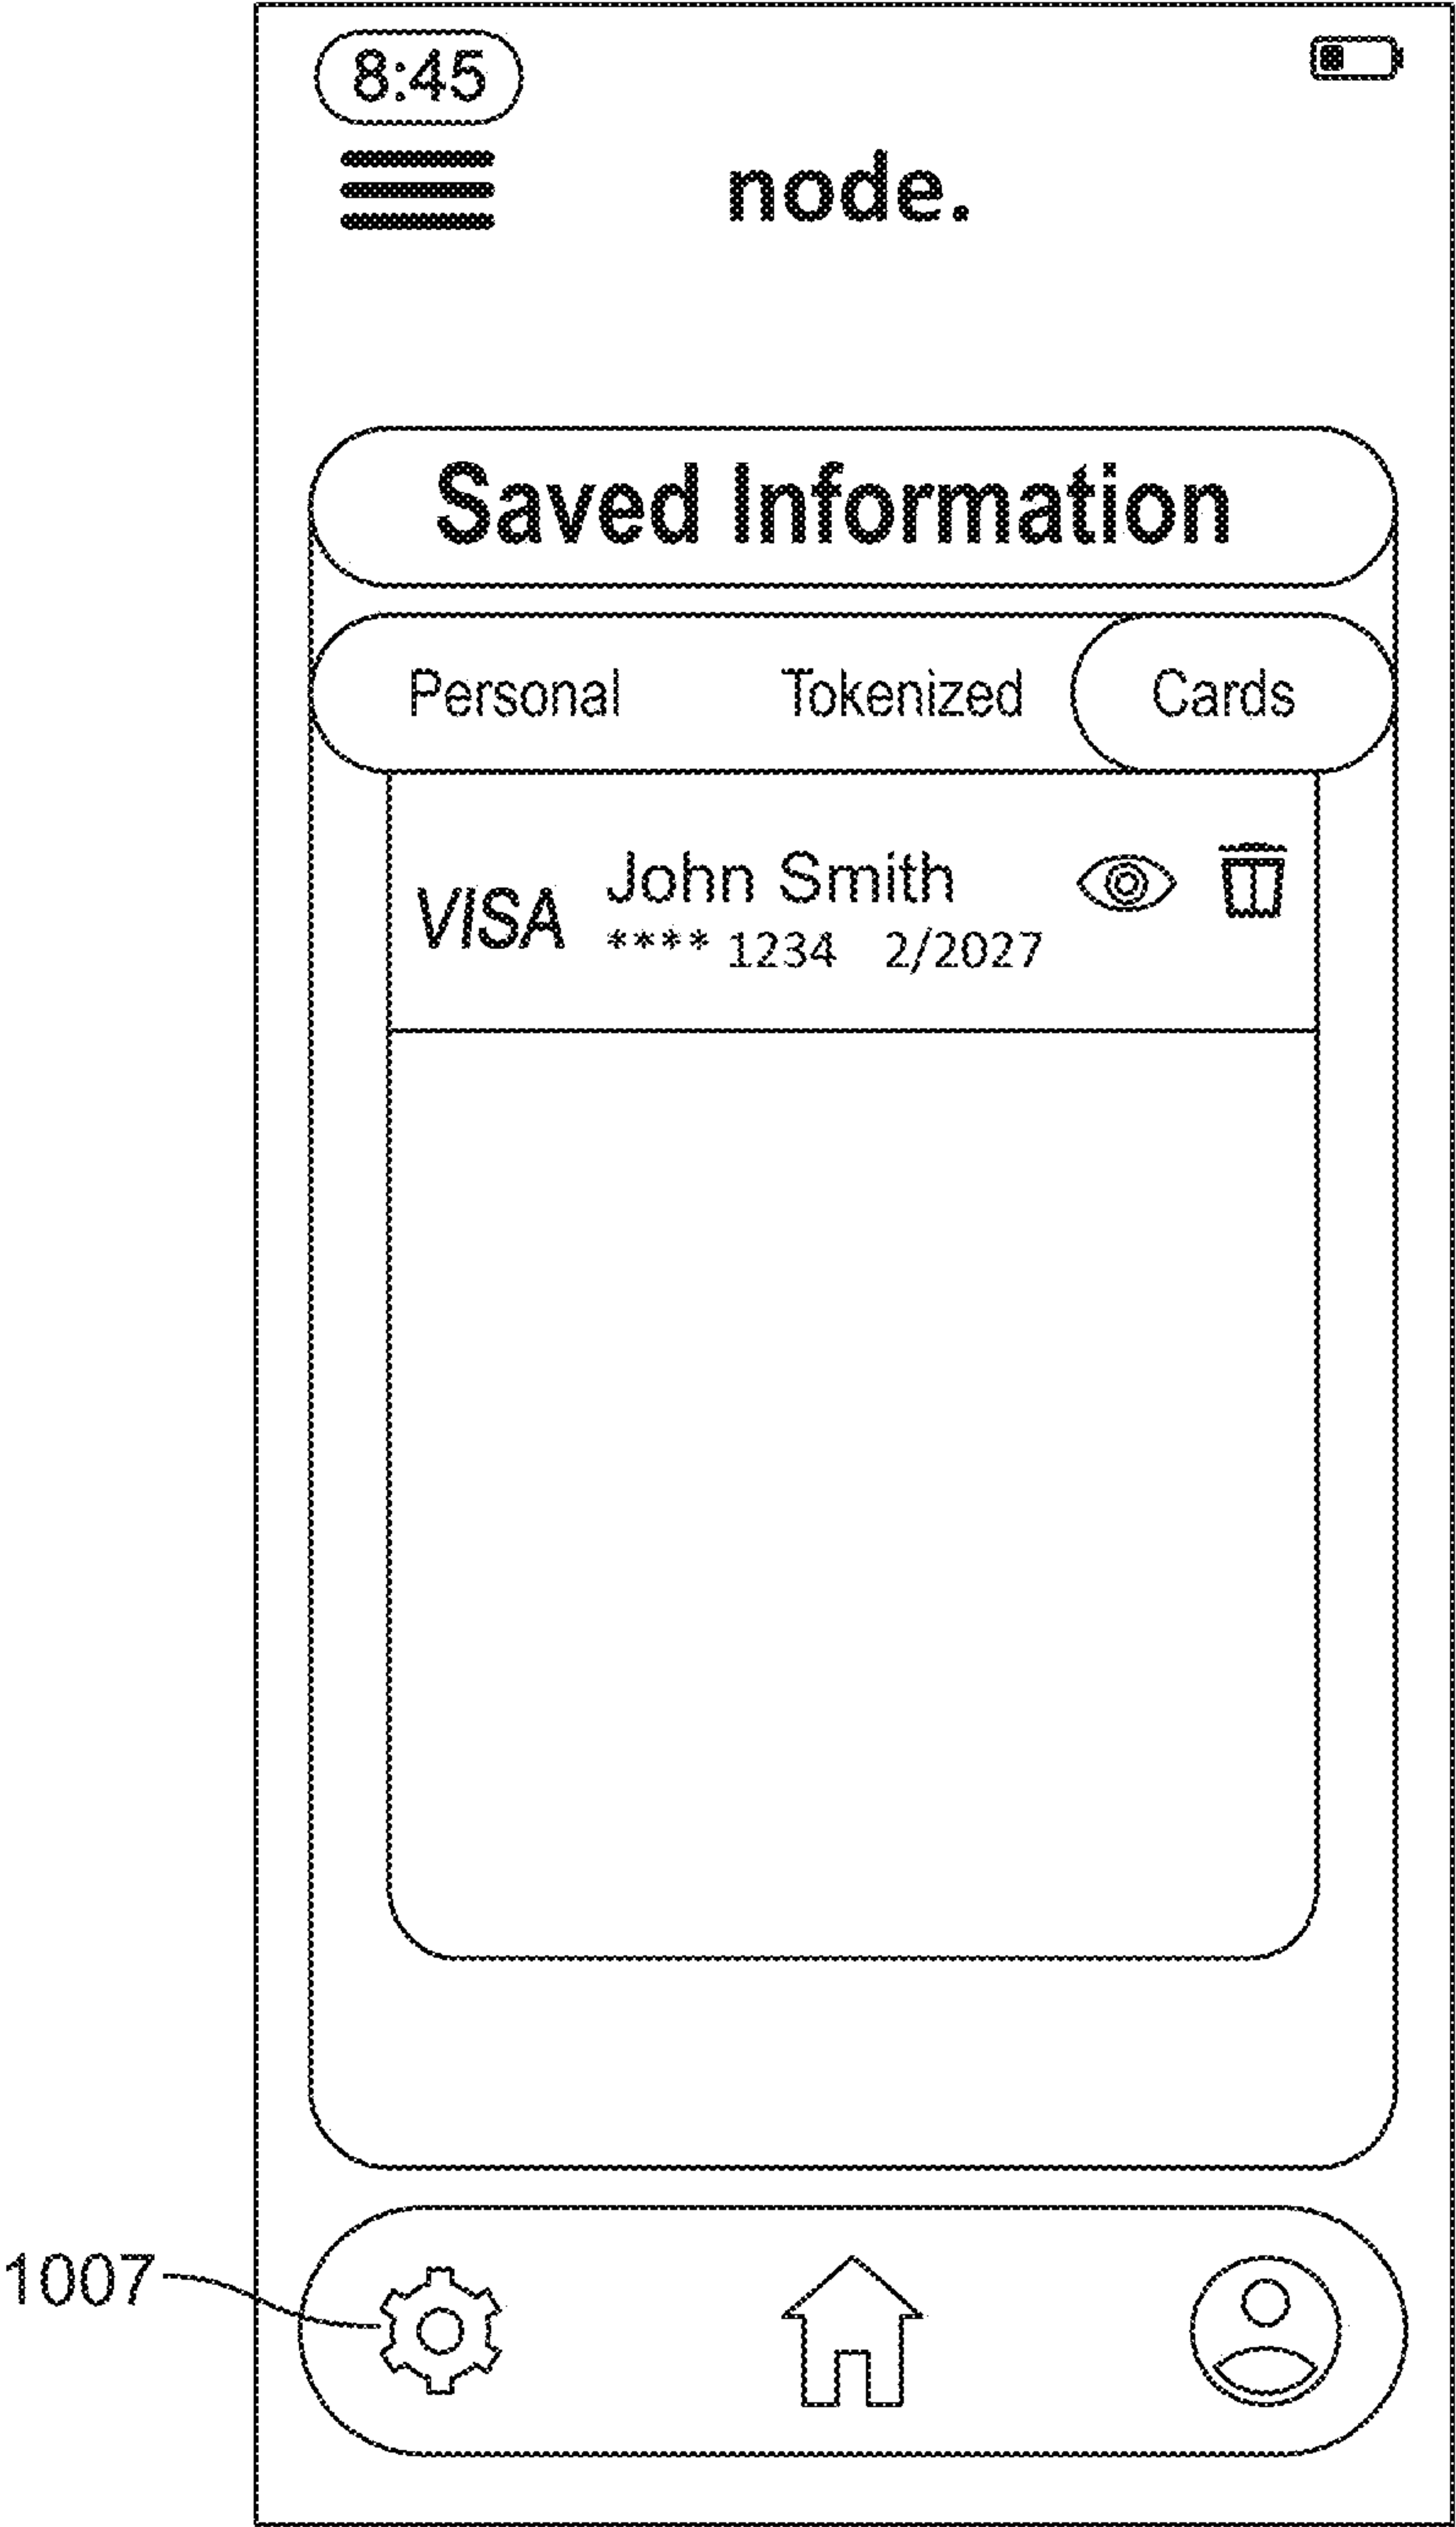 8:45
node.
Saved Information
Personal Tokenized Cards
John Smith
VISA **** 1234 2/2027
1007